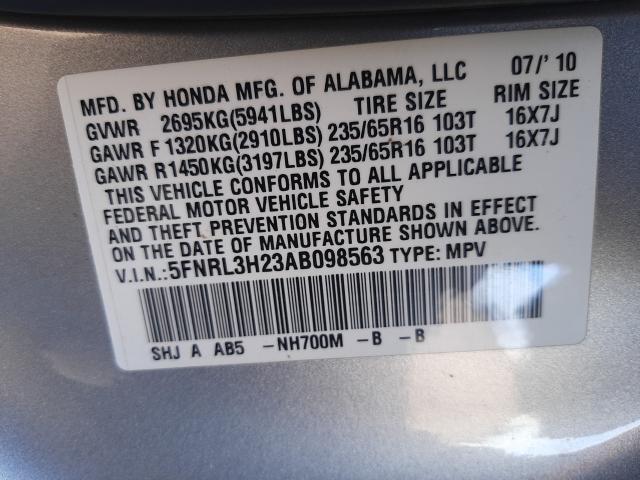 MFD. BY HONDA MFG. OF ALABAMA, LLC 07/' 10
GVWR 2695KG(5941LBS) TIRE SIZE RIM SIZE
GAWR F 1320KG(2910LBS) 235/65R16 103T 16X7J
GAWR R1450KG(3197LBS) 235/65R16 103T 16X7J
THIS VEHICLE CONFORMS TO ALL APPLICABLE
FEDERAL MOTOR VEHICLE SAFETY
AND THEFT PREVENTION STANDARDS IN EFFECT
ON THE DATE OF MANUFACTURE SHOWN ABOVE.
V.I.N.:5FNRL3H23AB098563 TYPE: MPV
SHJ A AB5 -NH700M -B -B